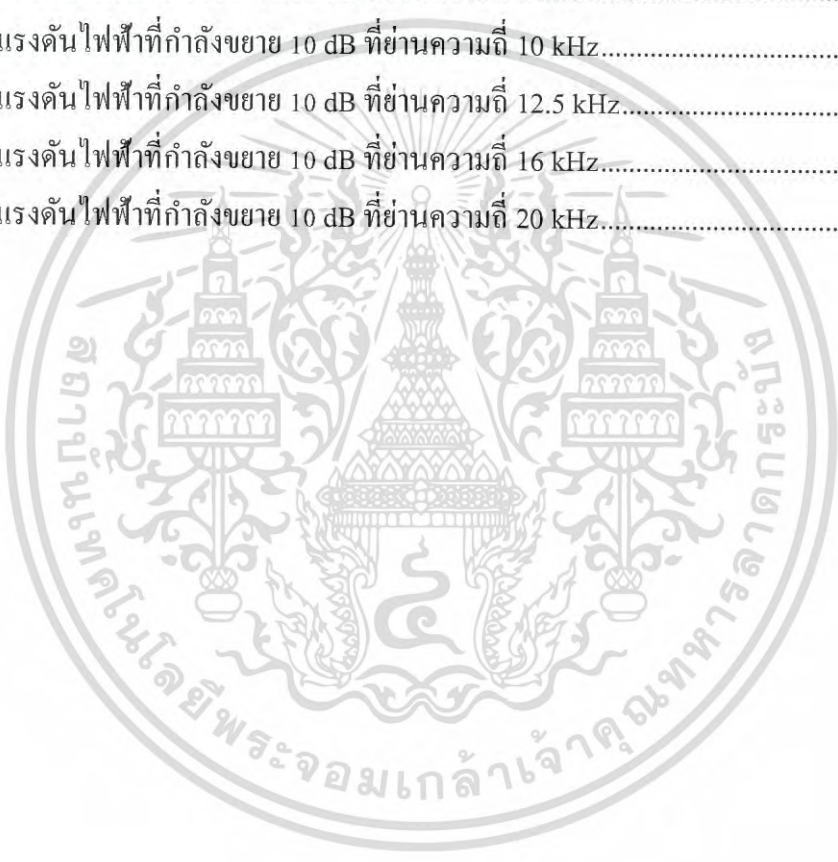 แรงดันไฟฟ้าที่กำลังขยาย 10 dB ที่ย่านความถี่ 10 kHz
แรงดันไฟฟ้าที่กำลังขยาย 10 dB ที่ย่านความถี่ 12.5 kHz
แรงดันไฟฟ้าที่กำลังขยาย 10 dB ที่ย่านความถี่ 16 kHz
แรงดันไฟฟ้าที่กำลังขยาย 10 dB ที่ย่านความถี่ 20 kHz
สถาบันเทคโนโลยีพระจอมเกล้าเจ้าคุณทหารลาดกระบัง